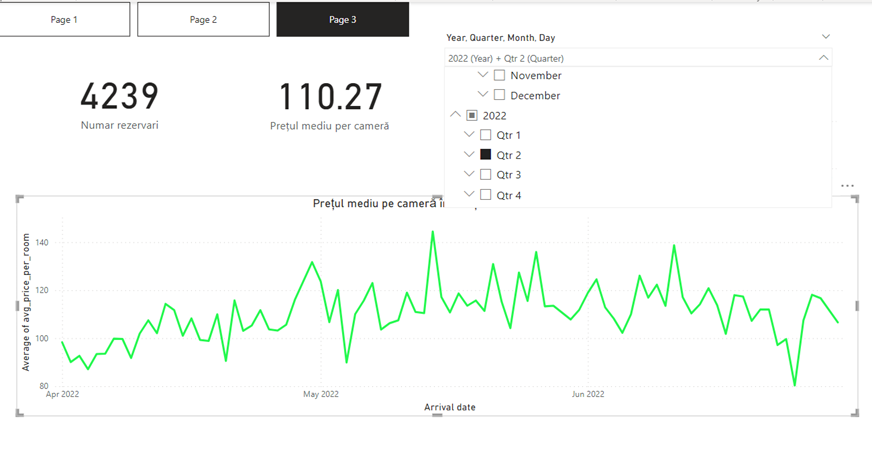 Page 1
Page 2
Page 3
Year, Quarter, Month, Day
2022 (Year) + Qtr 2 (Quarter)
November
December
2022
Qtr 1
Qtr 2
Qtr 3
Qtr 4
4239
Numar rezervari
110.27
Prețul mediu per cameră
Prețul mediu pe cameră
Average of avg_price_per_room
140
120
100
80
Apr 2022
May 2022
Jun 2022
Arrival date